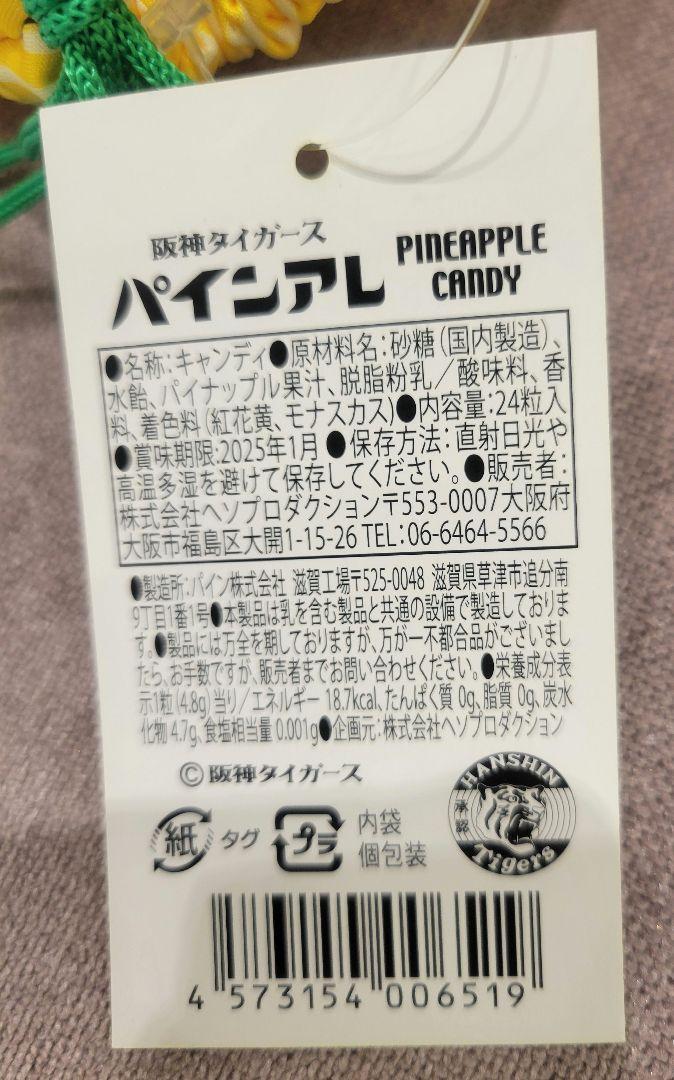 阪神タイガース
パインアレ
PINEAPPLE
CANDY
●名称:キャンディ●原材料名:砂糖(国内製造)、
水飴、パイナップル果汁、脱脂粉乳／酸味料、香
料、着色料(紅花黄、モナスカス)●内容量:24粒入
●賞味期限:2025年1月●保存方法:直射日光や
高温多湿を避けて保存してください。●販売者:
株式会社ヘソプロダクション〒553-0007大阪府
大阪市福島区大開1-15-26 TEL:06-6464-5566
●製造所:パイン株式会社 滋賀工場〒525-0048 滋賀県草津市追分南
9丁目1番1号●本製品は乳を含む製品と共通の設備で製造しておりま
す。●製品には万全を期しておりますが、万が一不都合品がございまし
たら、お手数ですが、販売者までお問い合わせください。●栄養成分表
示1粒(4.8g)当り／エネルギー 18.7kcal、たんぱく質 0g、脂質 0g、炭水
化物 4.7g、食塩相当量 0.001g●企画元:株式会社ヘソプロダクション
©阪神タイガース
紙 タグ
プラ 内袋
個包装
HANSHIN
承認
Tigers
4 573154 006519